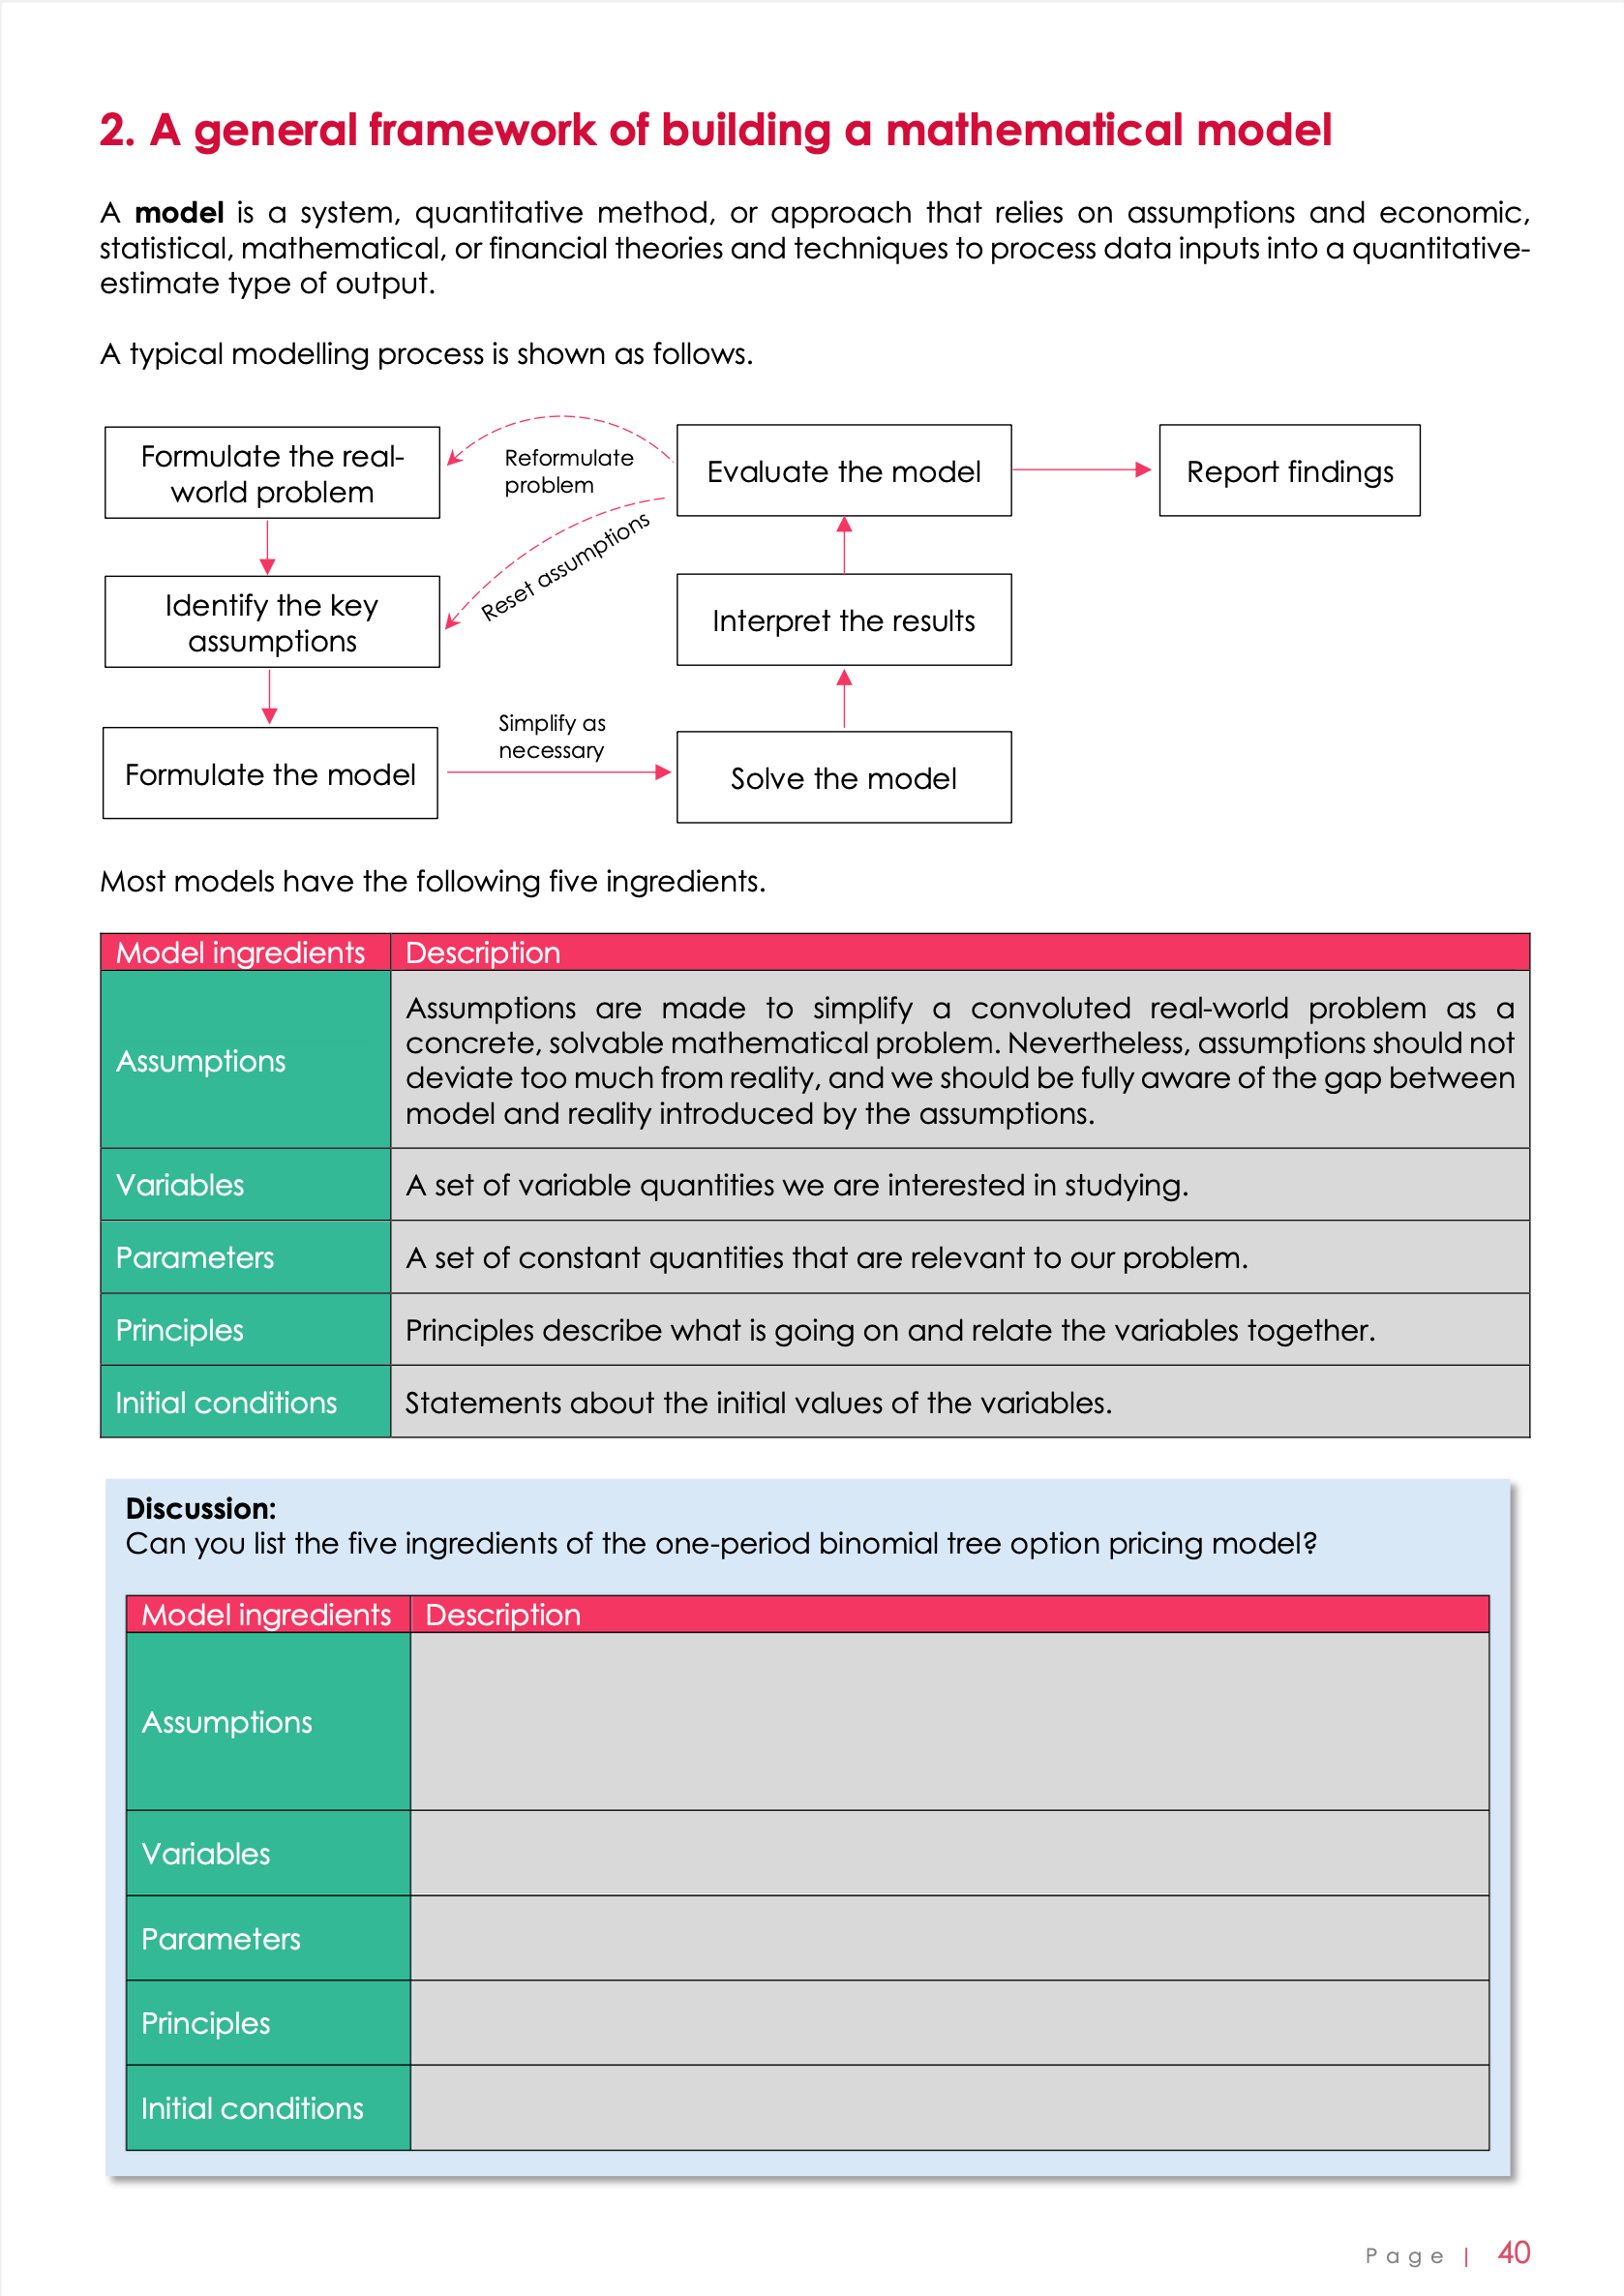 2. A general framework of building a mathematical model
A model is a system, quantitative method, or approach that relies on assumptions and economic,
statistical, mathematical, or financial theories and techniques to process data inputs into a quantitative-
estimate type of output.
A typical modelling process is shown as follows.
Formulate the real-
world problem
Reformulate
problem
Evaluate the model
Report findings
Reset assumptions
Identify the key
assumptions
Interpret the results
Simplify as
necessary
Formulate the model
Solve the model
Most models have the following five ingredients.
Model ingredients Description
Assumptions
Assumptions are made to simplify a convoluted real-world problem as a
concrete, solvable mathematical problem. Nevertheless, assumptions should not
deviate too much from reality, and we should be fully aware of the gap between
model and reality introduced by the assumptions.
Variables A set of variable quantities we are interested in studying.
Parameters A set of constant quantities that are relevant to our problem.
Principles Principles describe what is going on and relate the variables together.
Initial conditions Statements about the initial values of the variables.
Discussion:
Can you list the five ingredients of the one-period binomial tree option pricing model?
Model ingredients Description
Assumptions
Variables
Parameters
Principles
Initial conditions
Page | 40